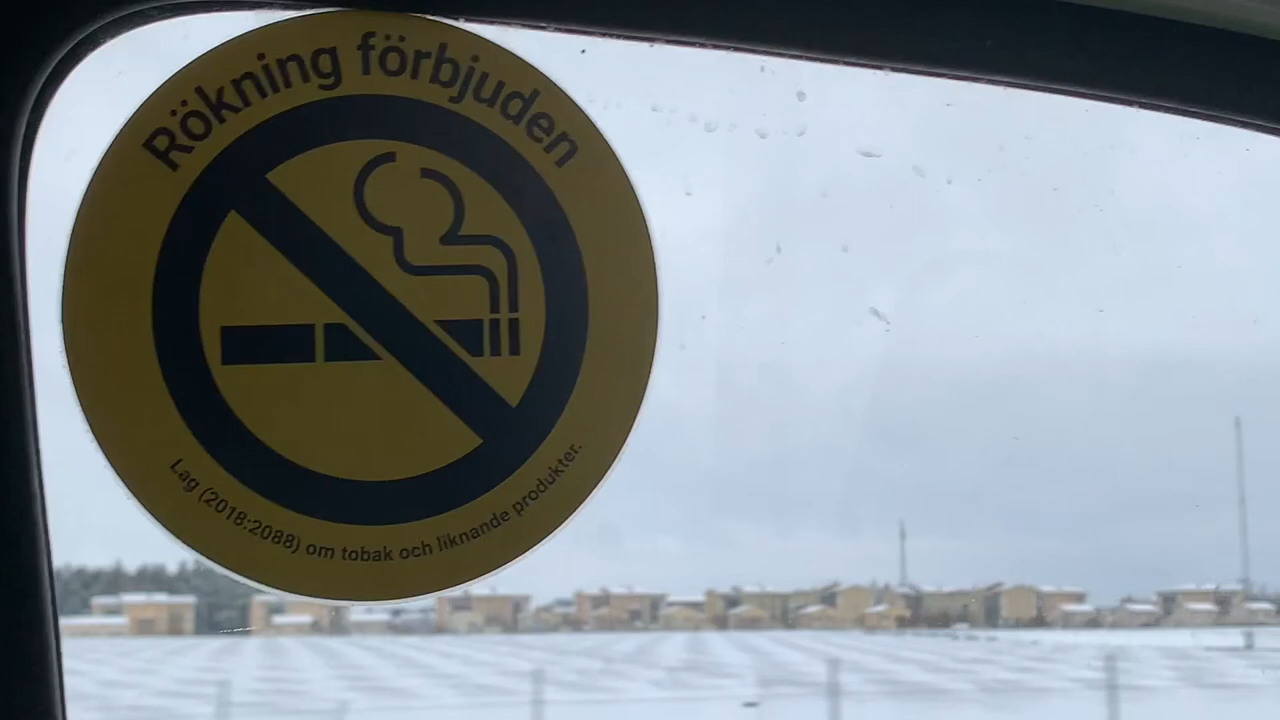 Rökning förbjuden
Lag (2018:2088) om tobak och liknande produkter.